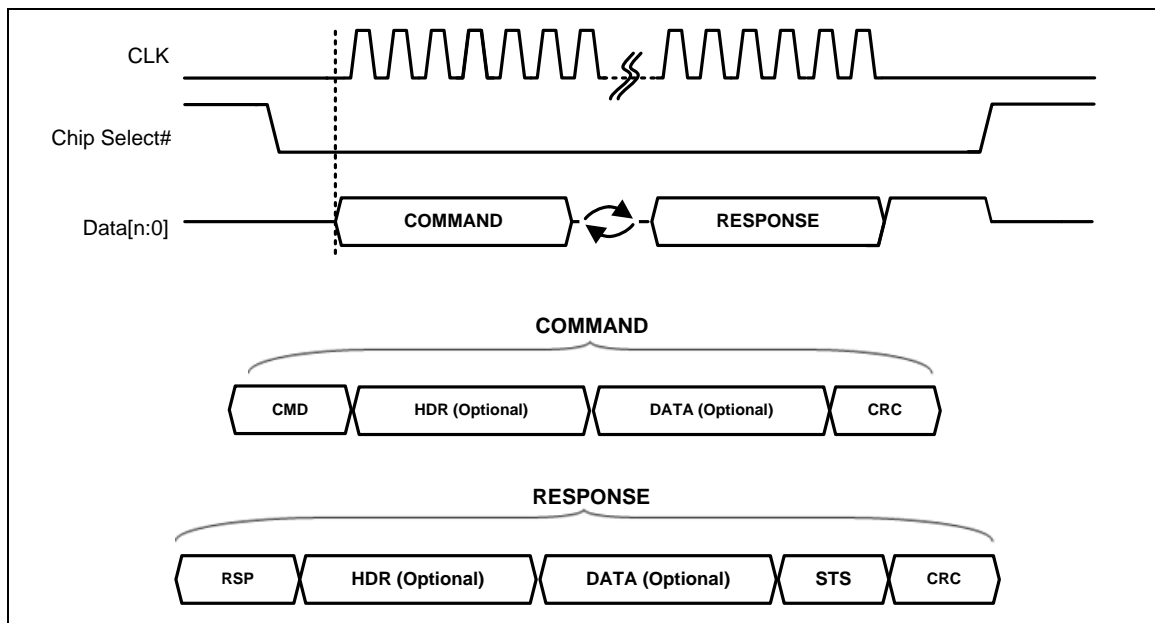 CLK
Chip Select#
Data[n:0]
COMMAND
RESPONSE
COMMAND
CMD
HDR (Optional)
DATA (Optional)
CRC
RESPONSE
RSP
HDR (Optional)
DATA (Optional)
STS
CRC